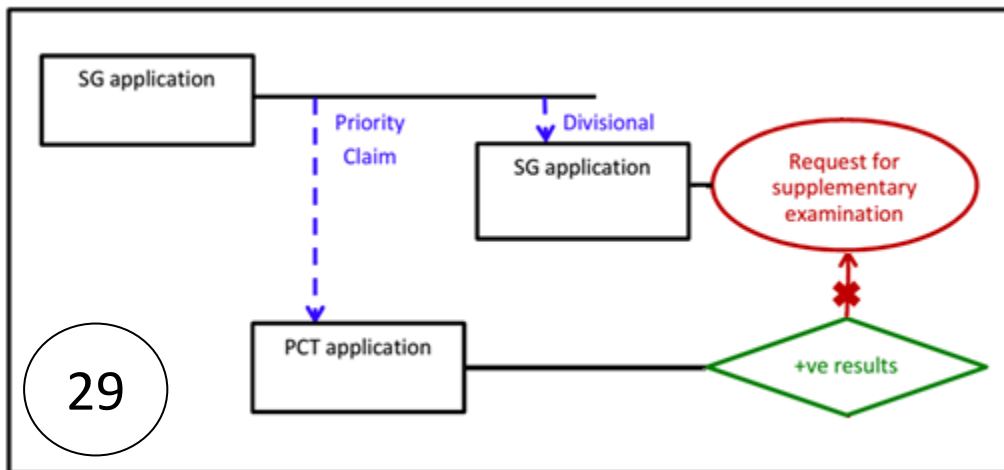 SG application
Priority
Claim
Divisional
SG application
Request for
supplementary
examination
PCT application
+ve results
29